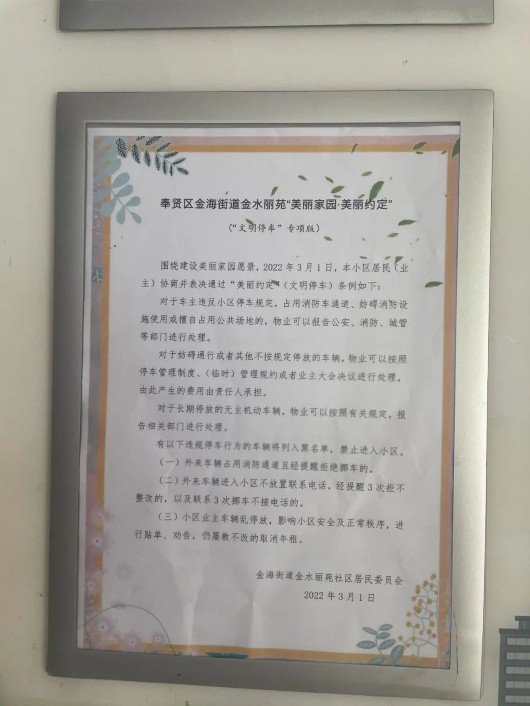 奉贤区金海街道金水丽苑“美丽家园·美丽约定”
（“文明停车”专项版）
围绕建设美丽家园愿景，2022年3月1日，本小区居民（业
主）协商并表决通过“美丽约定”（文明停车）条例如下：
对于车主违反小区停车规定，占用消防车通道、妨碍消防设
施使用或擅自占用公共场地的，物业可以报告公安、消防、城管
等部门进行处理。
对于妨碍通行或者其他不按规定停放的车辆，物业可以按照
停车管理制度、（临时）管理规约或者业主大会决议进行处理，
由此产生的费用由责任人承担。
对于长期停放的无主机动车辆，物业可以按照有关规定，报
告相关部门进行处理。
有以下违规停车行为的车辆将列入黑名单，禁止进入小区。
（一）外来车辆占用消防通道且经提醒拒绝挪车的。
（二）外来车辆进入小区不放置联系电话，经提醒3次拒不
整改的，以及联系3次挪车不接电话的。
（三）小区业主车辆乱停放，影响小区安全及正常秩序，进
行贴单、劝告，仍屡教不改的取消年租。
金海街道金水丽苑社区居民委员会
2022年3月1日